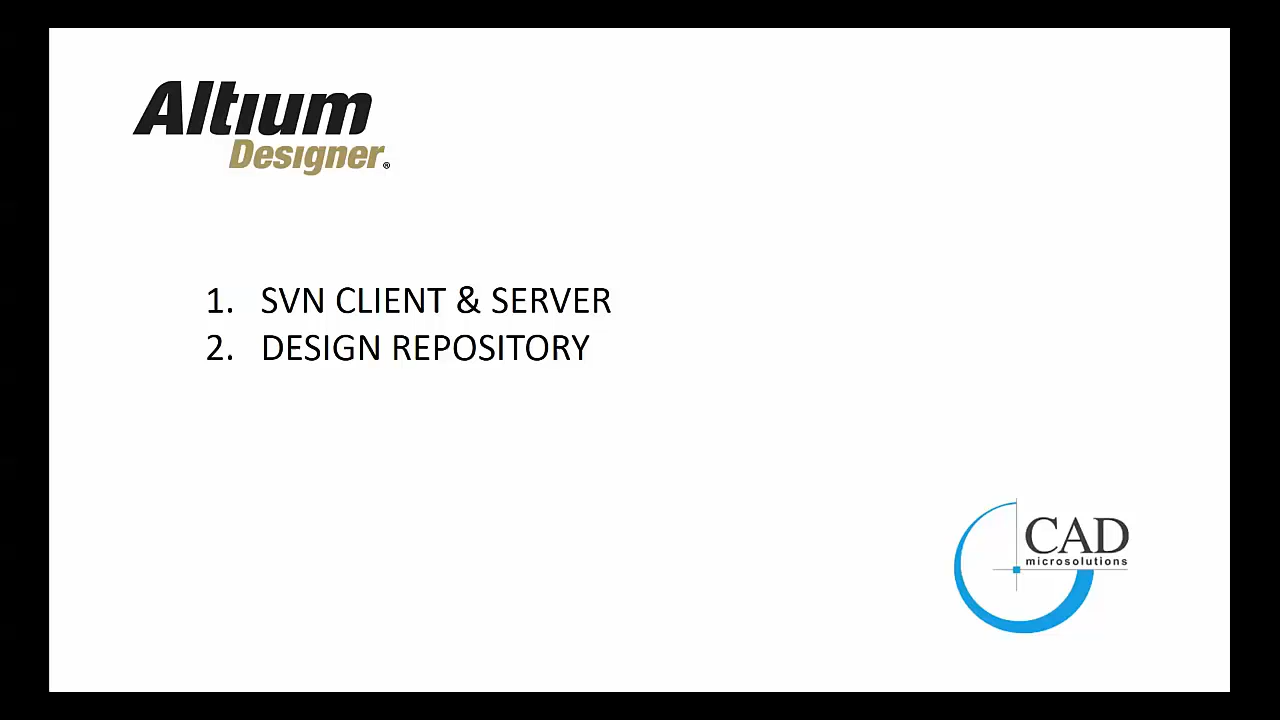 Altium
Designer®
1. SVN CLIENT & SERVER
2. DESIGN REPOSITORY
CAD
microsolutions